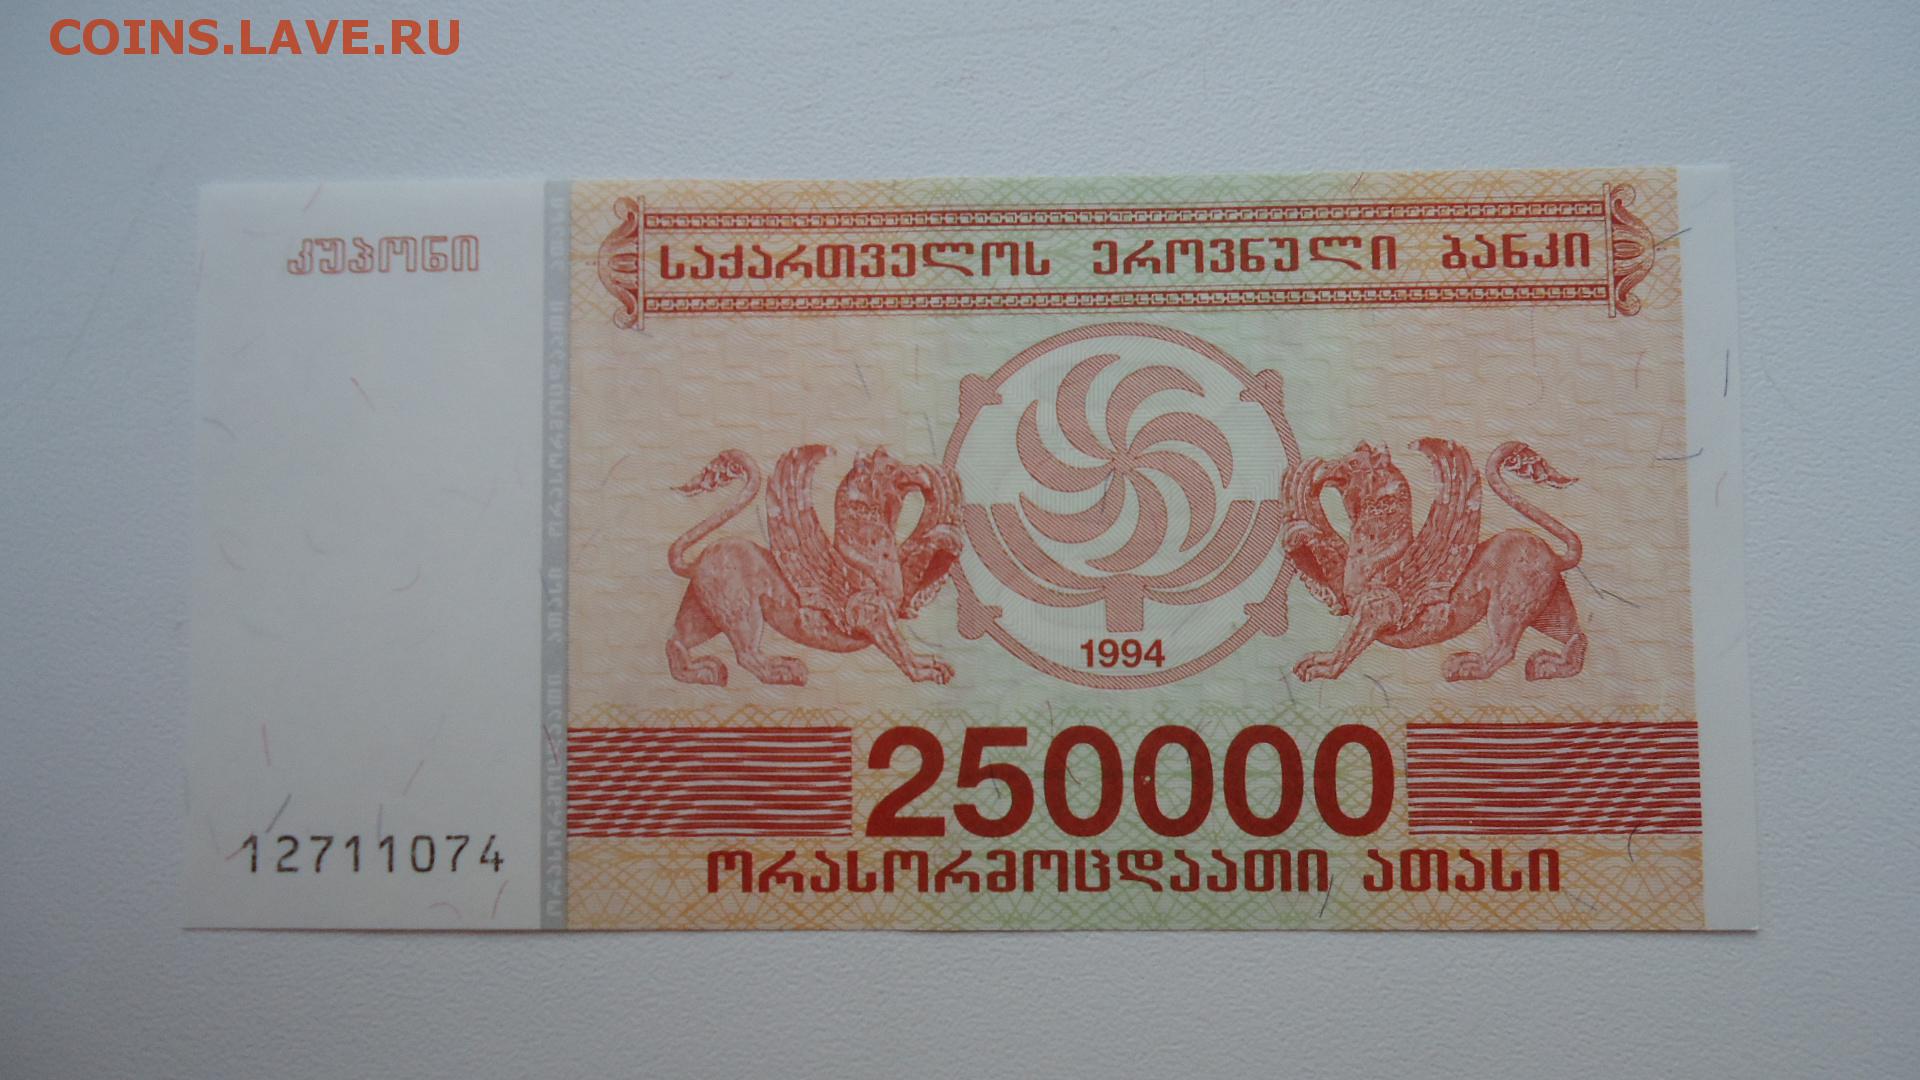 COINS.LAVE.RU
კუპონი
საქართველოს ეროვნული ბანკი
1994
250000
ორასორმოცდაათი ათასი
12711074